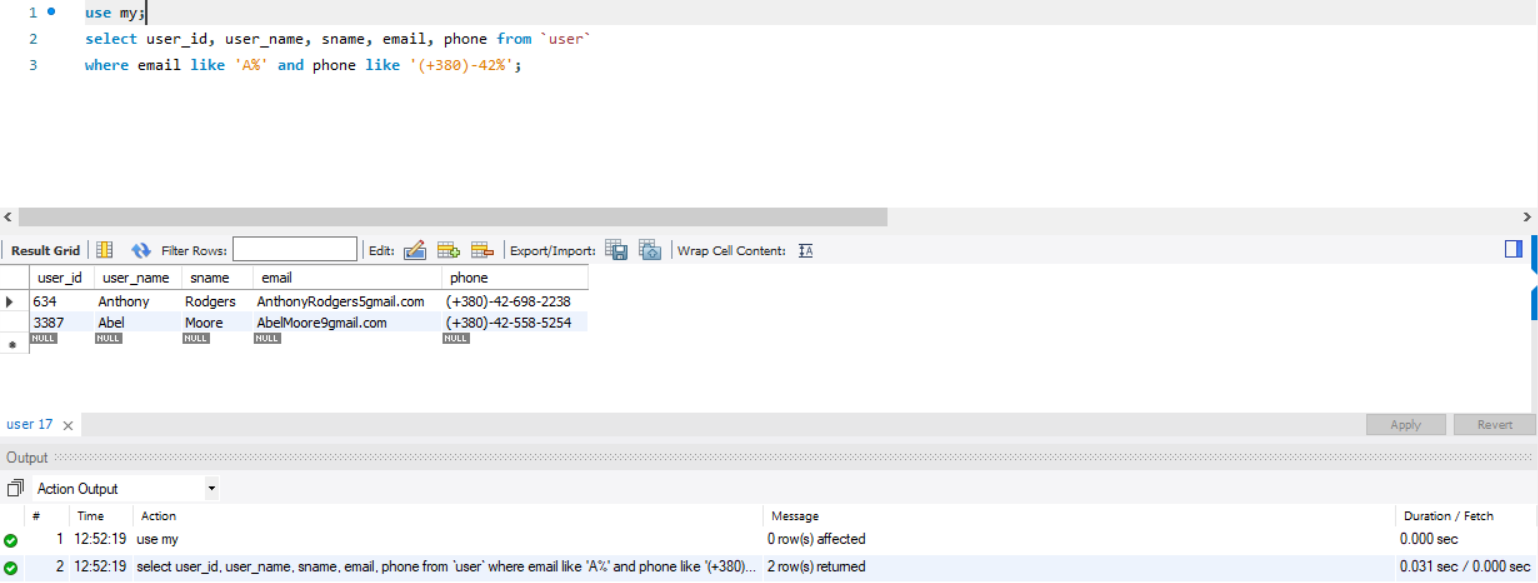 1 use my;
2 select user_id, user_name, sname, email, phone from `user`
3 where email like 'A%' and phone like '(+380)-42%';
Result Grid Filter Rows: Edit: Export/Import: Wrap Cell Content: IA
user_id user_name sname email phone
634 Anthony Rodgers AnthonyRodgers5gmail.com (+380)-42-698-2238
3387 Abel Moore AbelMoore9gmail.com (+380)-42-558-5254
NULL NULL NULL NULL NULL
user 17 Apply Revert
Output
Action Output
# Time Action Message Duration / Fetch
1 12:52:19 use my 0 row(s) affected 0.000 sec
2 12:52:19 select user_id, user_name, sname, email, phone from `user` where email like 'A%' and phone like '(+380)... 2 row(s) returned 0.031 sec / 0.000 sec